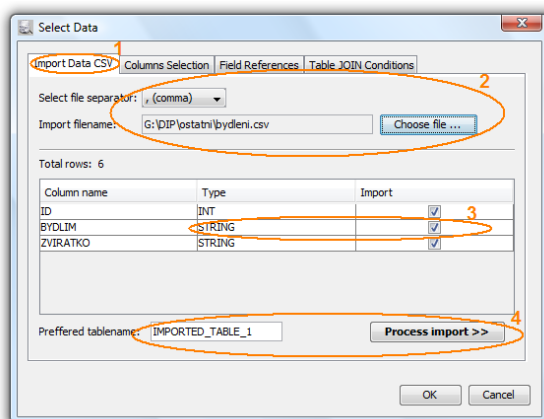 Select Data
1
Import Data CSV Columns Selection Field References Table JOIN Conditions
2
Select file separator: , (comma)
Import filename: G:\DIP\ostatni\bydleni.csv Choose file ...
Total rows: 6
Column name Type Import
ID INT
3
BYDLIM STRING
ZVIRATKO STRING
4
Preffered tablename: IMPORTED_TABLE_1 Process import >>
OK Cancel